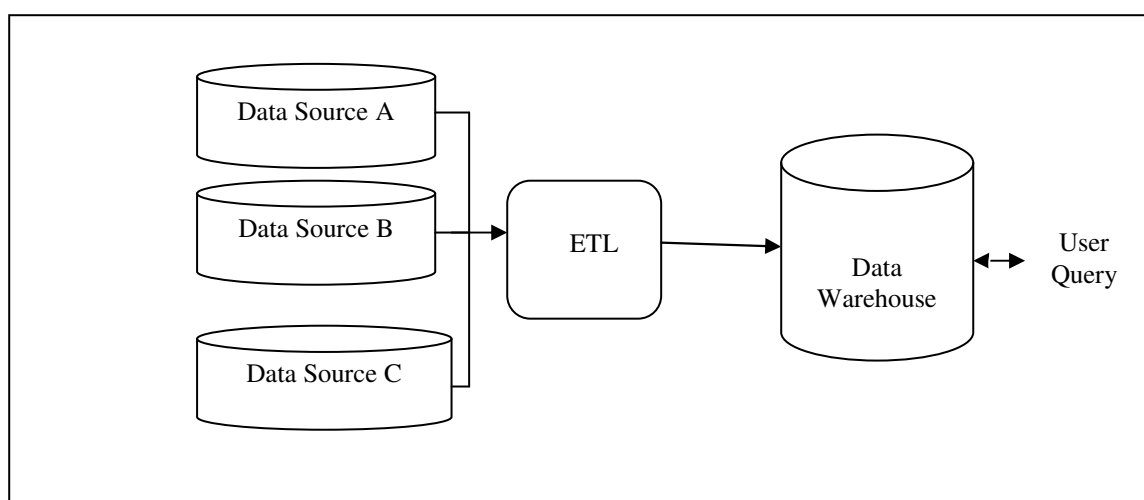 Data Source A
Data Source B
Data Source C
ETL
Data
Warehouse
User
Query